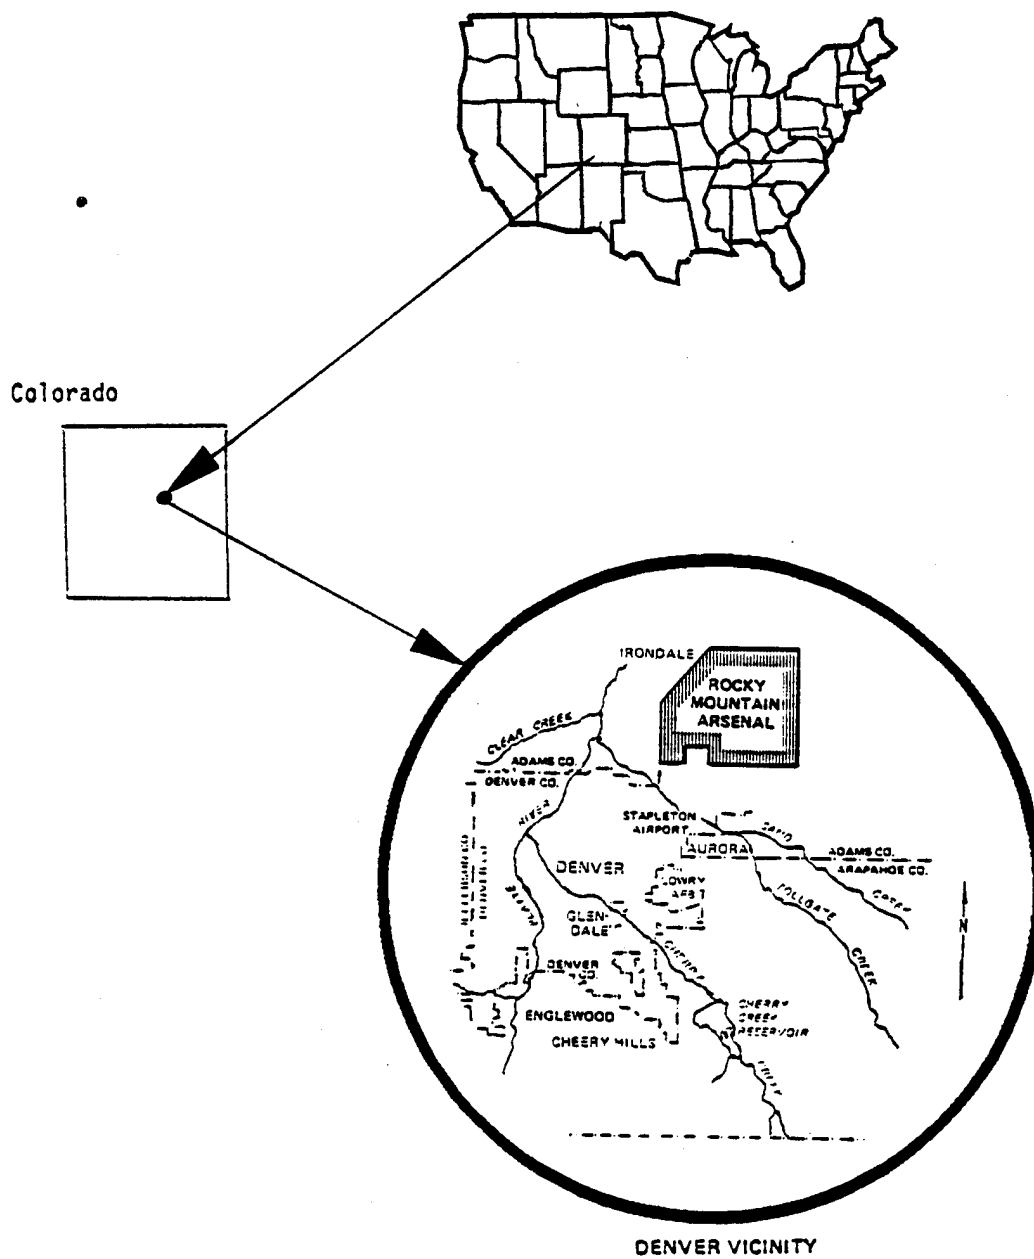 Colorado
IRONDALE
ROCKY
MOUNTAIN
ARSENAL
CLEAR CREEK
ADAMS CO.
DENVER CO.
RIVER
STAPLETON
AIRPORT
SAND
AURORA
ADAMS CO.
ARAPAHOE CO.
DENVER
LOWRY
AFB
PLATTE
TOLLGATE
CREEK
GLEN-
DALE
N
CHERRY
CREEK
DENVER
CO.
CHERRY
CREEK
RESERVOIR
ENGLEWOOD
CHEERY HILLS
CREEK
DENVER VICINITY